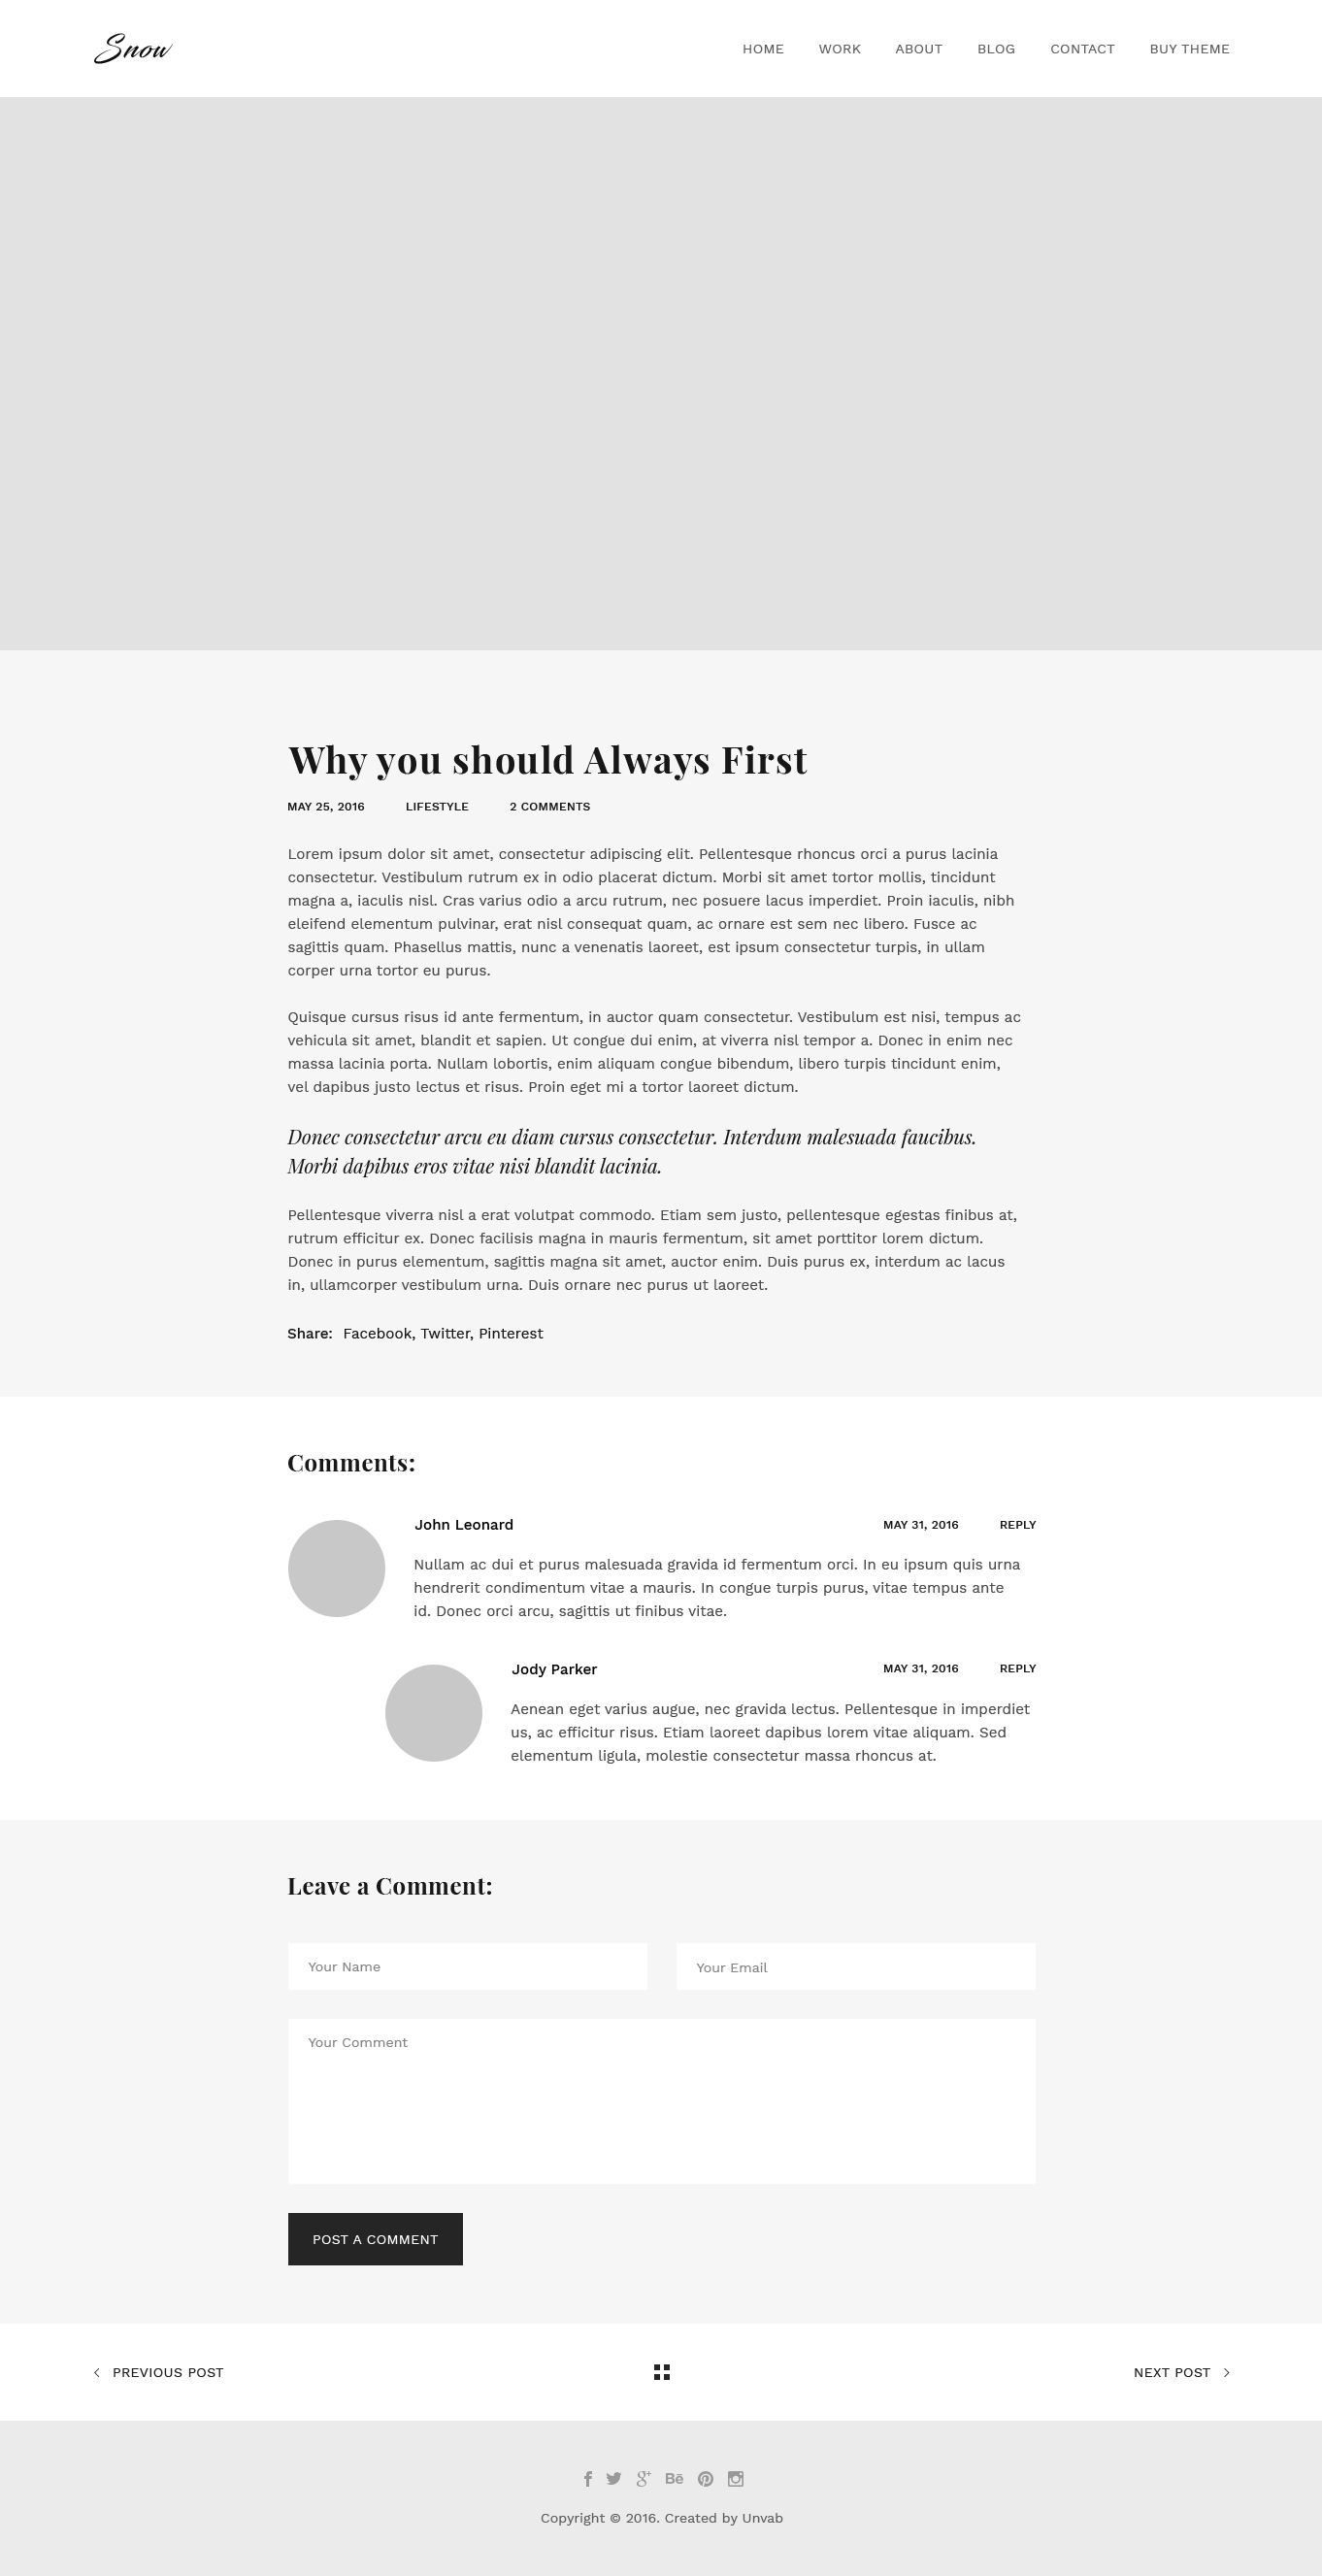 Snow
HOME WORK ABOUT BLOG CONTACT BUY THEME
Why you should Always First
MAY 25, 2016 LIFESTYLE 2 COMMENTS
Lorem ipsum dolor sit amet, consectetur adipiscing elit. Pellentesque rhoncus orci a purus lacinia
consectetur. Vestibulum rutrum ex in odio placerat dictum. Morbi sit amet tortor mollis, tincidunt
magna a, iaculis nisl. Cras varius odio a arcu rutrum, nec posuere lacus imperdiet. Proin iaculis, nibh
eleifend elementum pulvinar, erat nisl consequat quam, ac ornare est sem nec libero. Fusce ac
sagittis quam. Phasellus mattis, nunc a venenatis laoreet, est ipsum consectetur turpis, in ullam
corper urna tortor eu purus.
Quisque cursus risus id ante fermentum, in auctor quam consectetur. Vestibulum est nisi, tempus ac
vehicula sit amet, blandit et sapien. Ut congue dui enim, at viverra nisl tempor a. Donec in enim nec
massa lacinia porta. Nullam lobortis, enim aliquam congue bibendum, libero turpis tincidunt enim,
vel dapibus justo lectus et risus. Proin eget mi a tortor laoreet dictum.
Donec consectetur arcu eu diam cursus consectetur. Interdum malesuada faucibus.
Morbi dapibus eros vitae nisi blandit lacinia.
Pellentesque viverra nisl a erat volutpat commodo. Etiam sem justo, pellentesque egestas finibus at,
rutrum efficitur ex. Donec facilisis magna in mauris fermentum, sit amet porttitor lorem dictum.
Donec in purus elementum, sagittis magna sit amet, auctor enim. Duis purus ex, interdum ac lacus
in, ullamcorper vestibulum urna. Duis ornare nec purus ut laoreet.
Share: Facebook, Twitter, Pinterest
Comments:
John Leonard MAY 31, 2016 REPLY
Nullam ac dui et purus malesuada gravida id fermentum orci. In eu ipsum quis urna
hendrerit condimentum vitae a mauris. In congue turpis purus, vitae tempus ante
id. Donec orci arcu, sagittis ut finibus vitae.
Jody Parker MAY 31, 2016 REPLY
Aenean eget varius augue, nec gravida lectus. Pellentesque in imperdiet
us, ac efficitur risus. Etiam laoreet dapibus lorem vitae aliquam. Sed
elementum ligula, molestie consectetur massa rhoncus at.
Leave a Comment:
Your Name Your Email
Your Comment
POST A COMMENT
PREVIOUS POST NEXT POST
Copyright © 2016. Created by Unvab